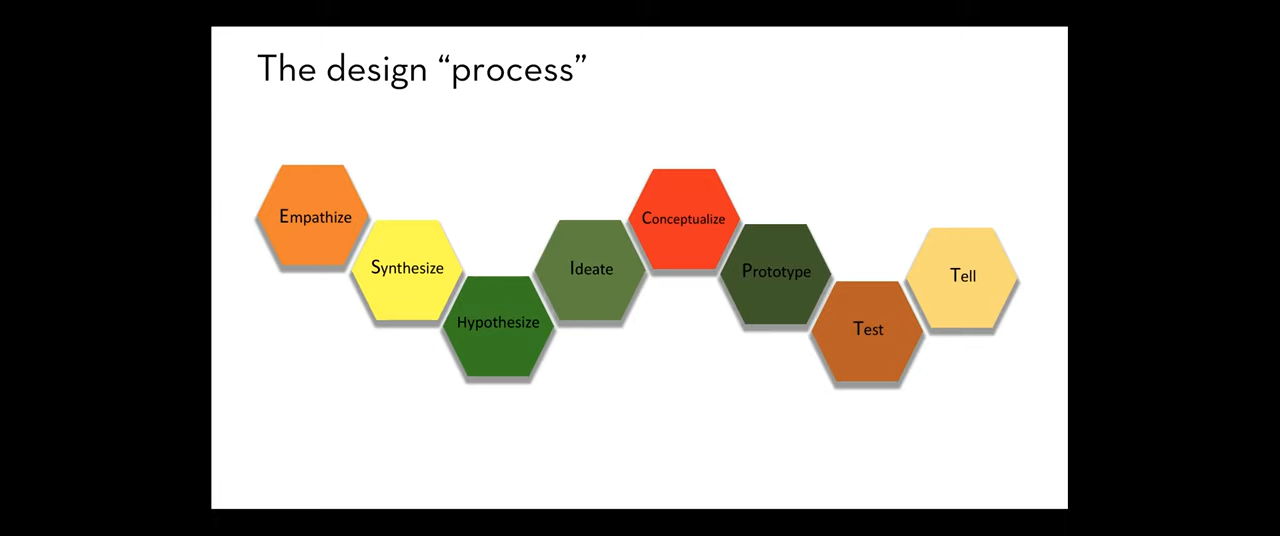 The design “process”
Empathize
Synthesize
Hypothesize
Ideate
Conceptualize
Prototype
Test
Tell